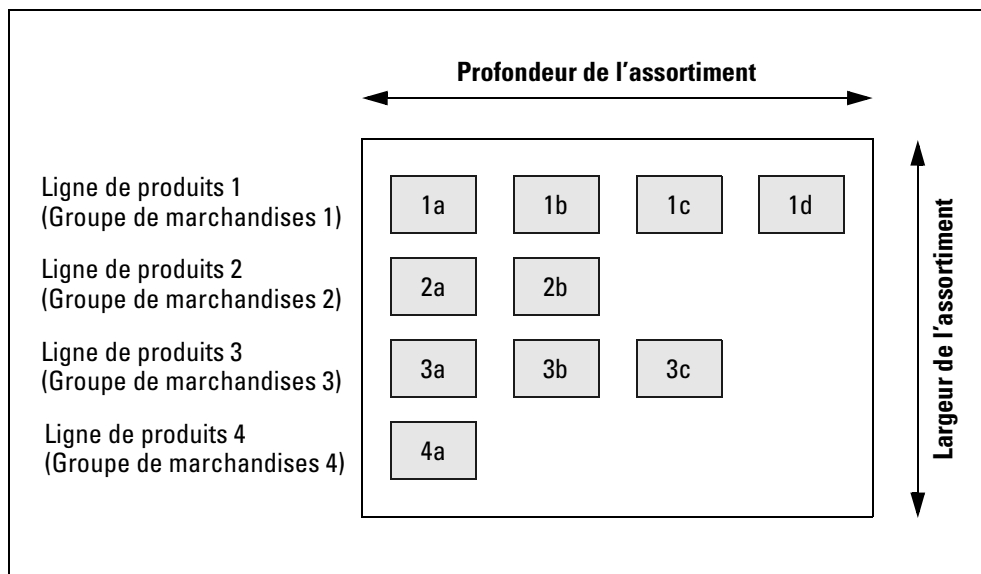 Profondeur de l'assortiment
Ligne de produits 1
(Groupe de marchandises 1)
1a
1b
1c
1d
Ligne de produits 2
(Groupe de marchandises 2)
2a
2b
Ligne de produits 3
(Groupe de marchandises 3)
3a
3b
3c
Ligne de produits 4
(Groupe de marchandises 4)
4a
Largeur de l'assortiment